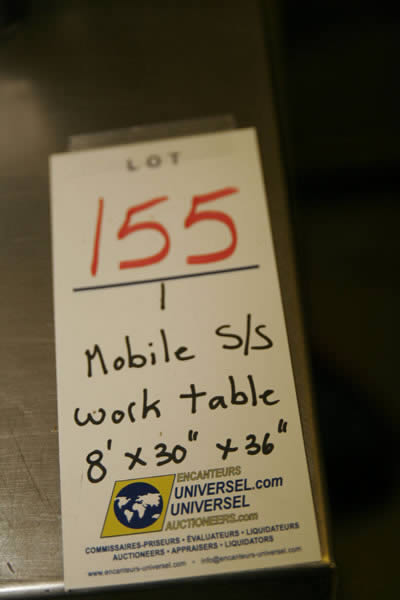 LOT
155
1
Mobile S/S
work table
8' x 30" x 36"
ENCANTEURS
UNIVERSEL.com
UNIVERSEL
AUCTIONEERS.com
COMMISSAIRES-PRISEURS • ÉVALUATEURS • LIQUIDATEURS
AUCTIONEERS • APPRAISERS • LIQUIDATORS
www.encanteurs-universel.com • info@encanteurs-universel.com